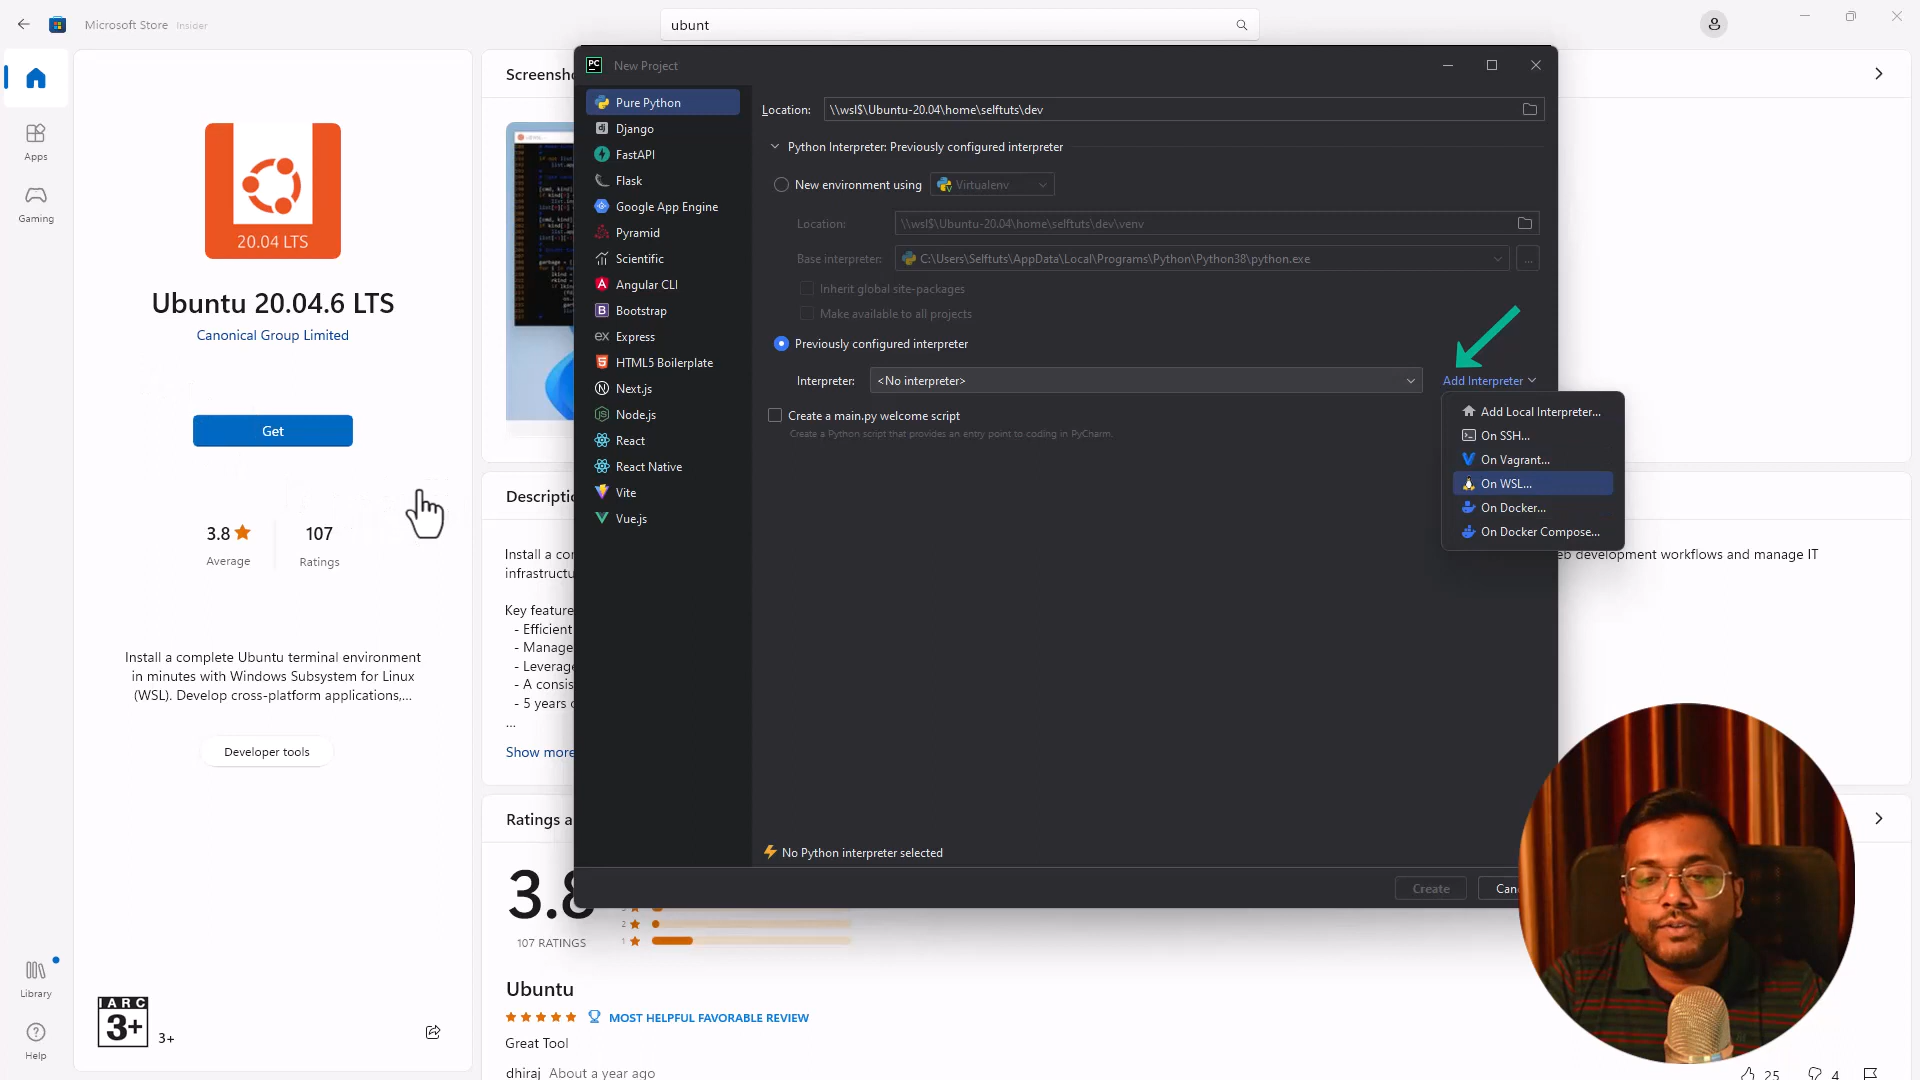 Microsoft Store Insider
ubunt
Apps
Gaming
Library
Help
20.04 LTS
Ubuntu 20.04.6 LTS
Canonical Group Limited
Get
3.8
Average
107
Ratings
Install a complete Ubuntu terminal environment
in minutes with Windows Subsystem for Linux
(WSL). Develop cross-platform applications,...
Developer tools
IARC
3+
3+
Screensh
Descriptio
Install a co
infrastructu
eb development workflows and manage IT
Key feature
- Efficient
- Manage
- Leverage
- A consis
- 5 years
...
Show more
Ratings a
3.8
107 RATINGS
2
1
Ubuntu
MOST HELPFUL FAVORABLE REVIEW
Great Tool
dhiraj About a year ago
25
4
PC
New Project
Pure Python
Django
FastAPI
Flask
Google App Engine
Pyramid
Scientific
Angular CLI
Bootstrap
Express
HTML5 Boilerplate
Next.js
Node.js
React
React Native
Vite
Vue.js
Location: \\wsl$\Ubuntu-20.04\home\selftuts\dev
Python Interpreter: Previously configured interpreter
New environment using Virtualenv
Location: \\wsl$\Ubuntu-20.04\home\selftuts\dev\venv
Base interpreter: C:\Users\Selftuts\AppData\Local\Programs\Python\Python38\python.exe
...
Inherit global site-packages
Make available to all projects
Previously configured interpreter
Interpreter: <No interpreter>
Add Interpreter
Add Local Interpreter...
On SSH...
On Vagrant...
On WSL...
On Docker...
On Docker Compose...
Create a main.py welcome script
Create a Python script that provides an entry point to coding in PyCharm.
No Python interpreter selected
Create
Can